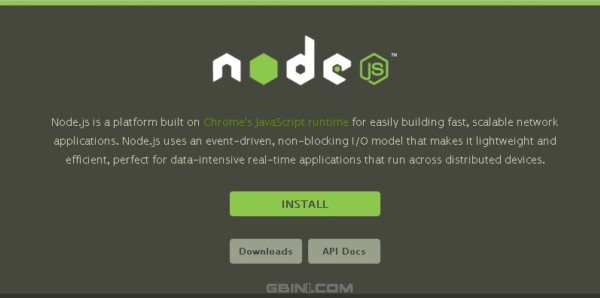 node JS ™
Node.js is a platform built on Chrome's JavaScript runtime for easily building fast, scalable network
applications. Node.js uses an event-driven, non-blocking I/O model that makes it lightweight and
efficient, perfect for data-intensive real-time applications that run across distributed devices.
INSTALL
Downloads API Docs
GBIN1.COM